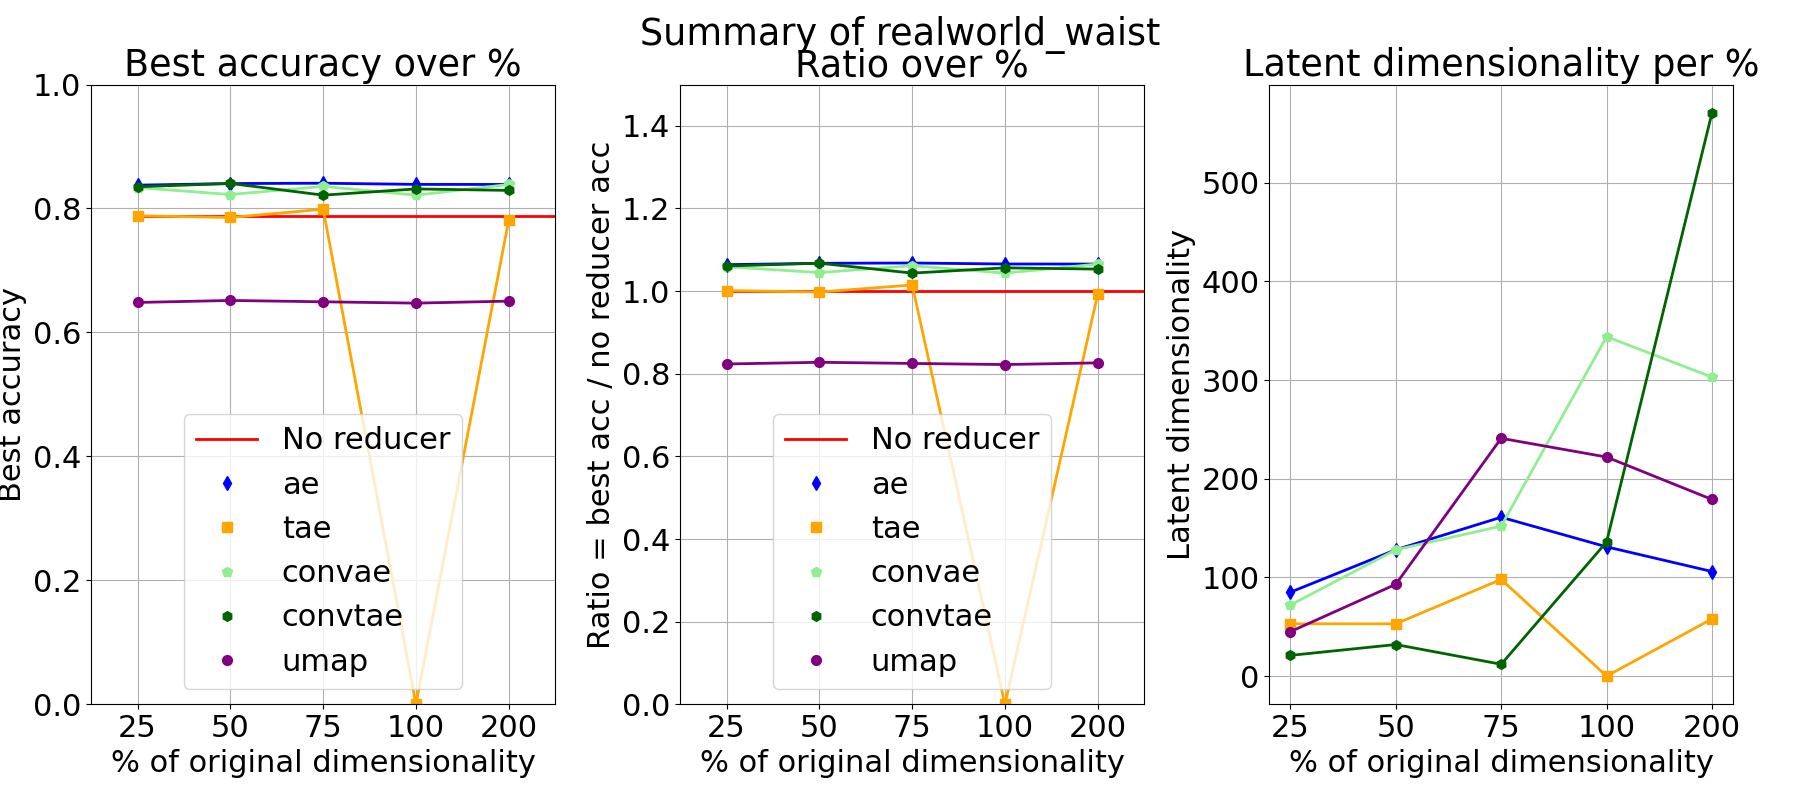 Summary of realworld_waist
Best accuracy over %
Best accuracy
1.0
0.8
0.6
0.4
0.2
0.0
No reducer
ae
tae
convae
convtae
umap
25 50 75 100 200
% of original dimensionality
Ratio over %
Ratio = best acc / no reducer acc
1.4
1.2
1.0
0.8
0.6
0.4
0.2
0.0
No reducer
ae
tae
convae
convtae
umap
25 50 75 100 200
% of original dimensionality
Latent dimensionality per %
Latent dimensionality
500
400
300
200
100
0
25 50 75 100 200
% of original dimensionality